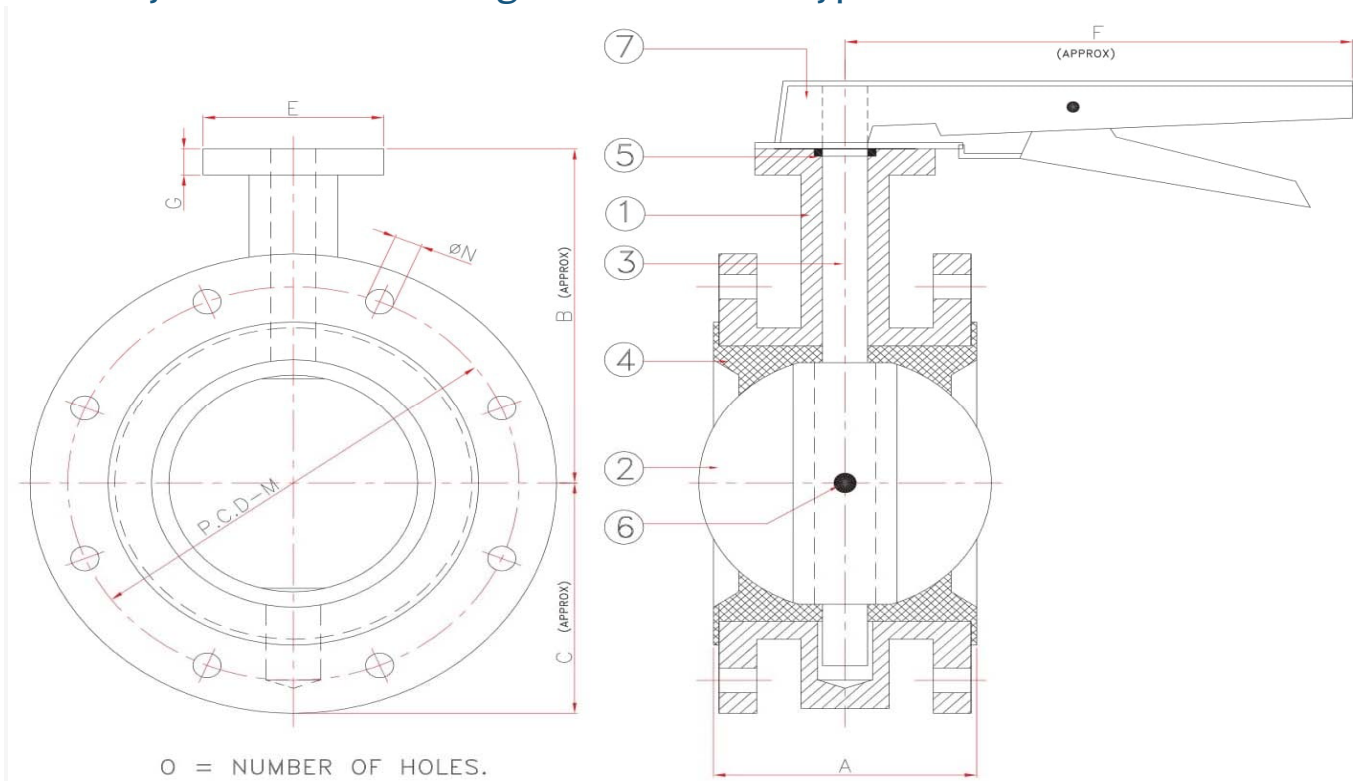 E
G
B (APPROX)
C (APPROX)
øN
P.C.D-M
O = NUMBER OF HOLES.
F
(APPROX)
7
5
1
3
4
2
6
A